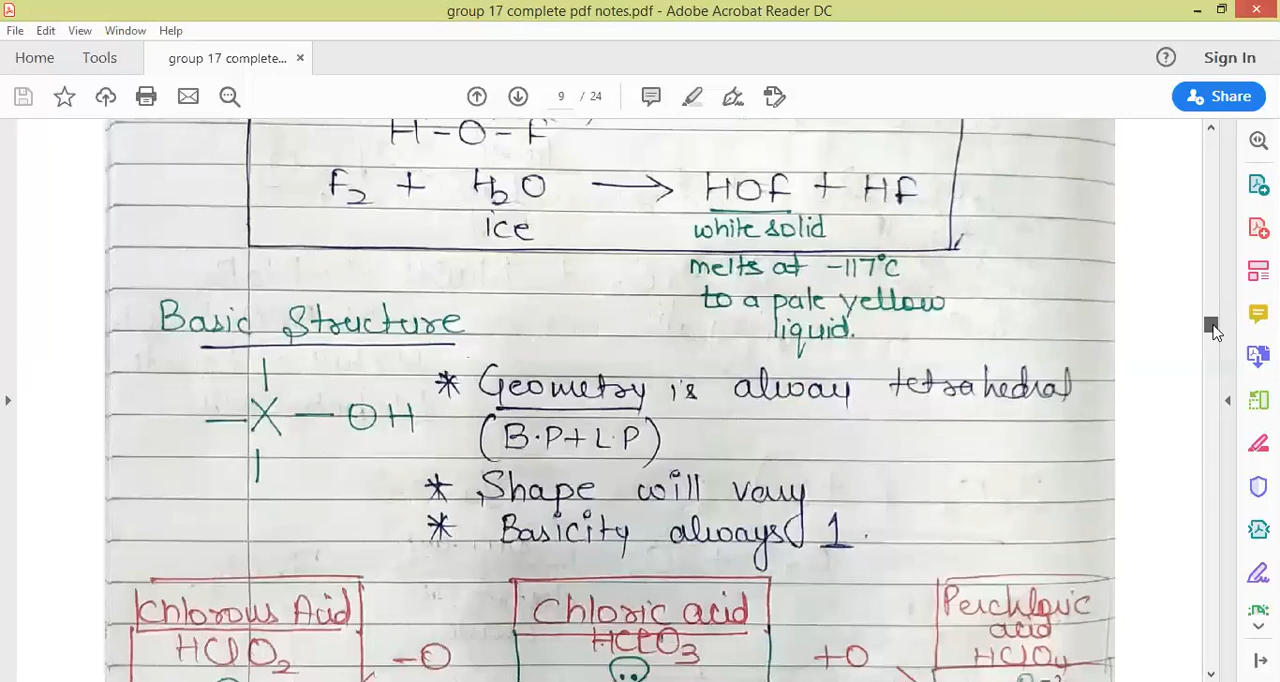 group 17 complete pdf notes.pdf - Adobe Acrobat Reader DC
File Edit View Window Help
Home Tools group 17 complete... × Sign In
9 / 24 Share
H-O-F
F2 + H2O → HOF + HF
ice white solid
melts at -117°C
to a pale yellow
liquid.
Basic Structure
-X-OH
* Geometry is alway tetrahedral
(B.P+L.P)
* Shape will vary
* Basicity always 1.
Chlorous Acid Chloric acid Perchloric
acid
HClO2 -O HClO3 +O HClO4